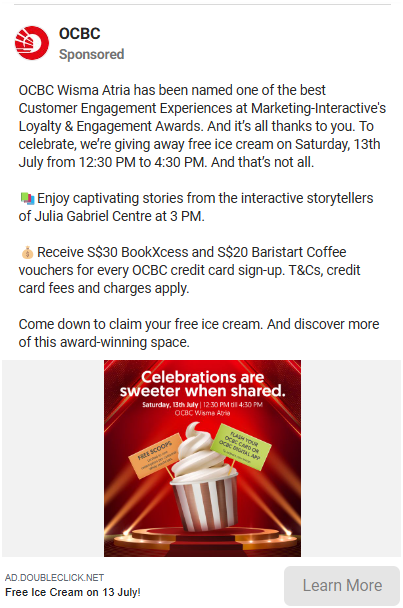 OCBC
Sponsored
OCBC Wisma Atria has been named one of the best
Customer Engagement Experiences at Marketing-Interactive's
Loyalty & Engagement Awards. And it's all thanks to you. To
celebrate, we're giving away free ice cream on Saturday, 13th
July from 12:30 PM to 4:30 PM. And that's not all.
Enjoy captivating stories from the interactive storytellers
of Julia Gabriel Centre at 3 PM.
Receive S$30 BookXcess and S$20 Baristart Coffee
vouchers for every OCBC credit card sign-up. T&Cs, credit
card fees and charges apply.
Come down to claim your free ice cream. And discover more
of this award-winning space.
Celebrations are
sweeter when shared.
Saturday, 13th July | 12:30 PM till 4:30 PM
OCBC Wisma Atria
FREE SCOOPS
FLASH YOUR
OCBC CARD OR
OCBC DIGITAL APP
AD.DOUBLECLICK.NET
Free Ice Cream on 13 July!
Learn More